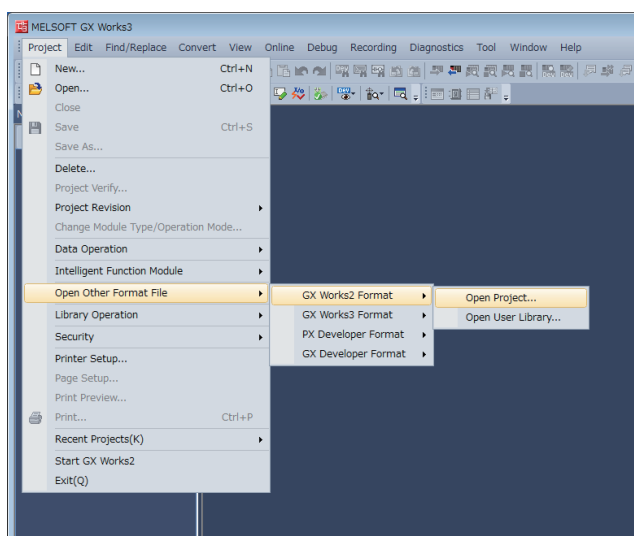 MELSOFT GX Works3
Project Edit Find/Replace Convert View Online Debug Recording Diagnostics Tool Window Help
New... Ctrl+N
Open... Ctrl+O
Close
Save Ctrl+S
Save As...
Delete...
Project Verify...
Project Revision
Change Module Type/Operation Mode...
Data Operation
Intelligent Function Module
Open Other Format File
Library Operation
Security
Printer Setup...
Page Setup...
Print Preview...
Print... Ctrl+P
Recent Projects(K)
Start GX Works2
Exit(Q)
GX Works2 Format
GX Works3 Format
PX Developer Format
GX Developer Format
Open Project...
Open User Library...